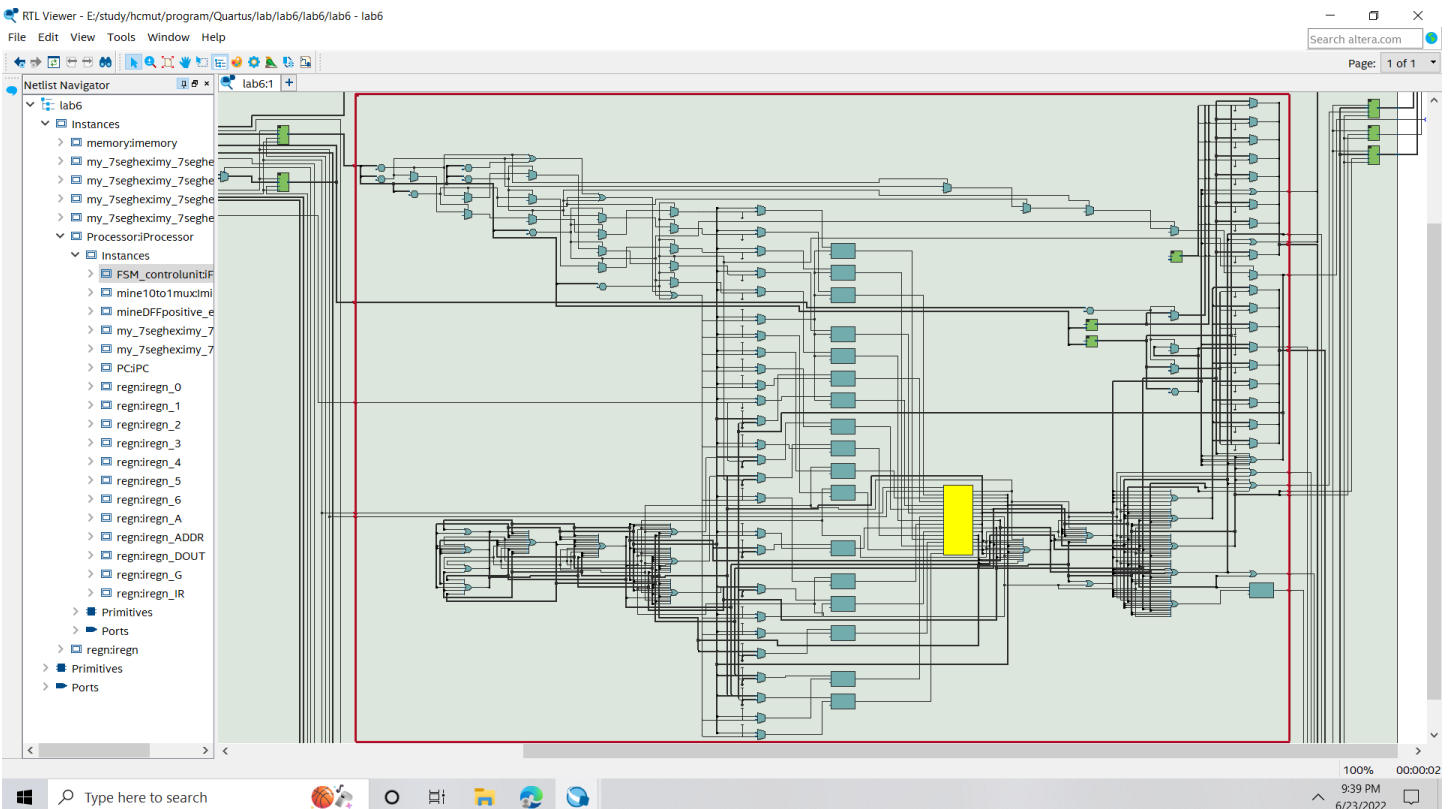 RTL Viewer - E:/study/hcmut/program/Quartus/lab/lab6/lab6/lab6 - lab6
File Edit View Tools Window Help
Search altera.com
Page: 1 of 1
Netlist Navigator
lab6:1
lab6
Instances
memory:imemory
my_7seghex:imy_7seghe
my_7seghex:imy_7seghe
my_7seghex:imy_7seghe
my_7seghex:imy_7seghe
Processor:iProcessor
Instances
FSM_controlunit:iF
mine10to1mux:Imi
mineDFFpositive_e
my_7seghex:imy_7
my_7seghex:imy_7
PC:iPC
regn:iregn_0
regn:iregn_1
regn:iregn_2
regn:iregn_3
regn:iregn_4
regn:iregn_5
regn:iregn_6
regn:iregn_A
regn:iregn_ADDR
regn:iregn_DOUT
regn:iregn_G
regn:iregn_IR
Primitives
Ports
regn:iregn
Primitives
Ports
100% 00:00:02
Type here to search
9:39 PM
6/23/2022